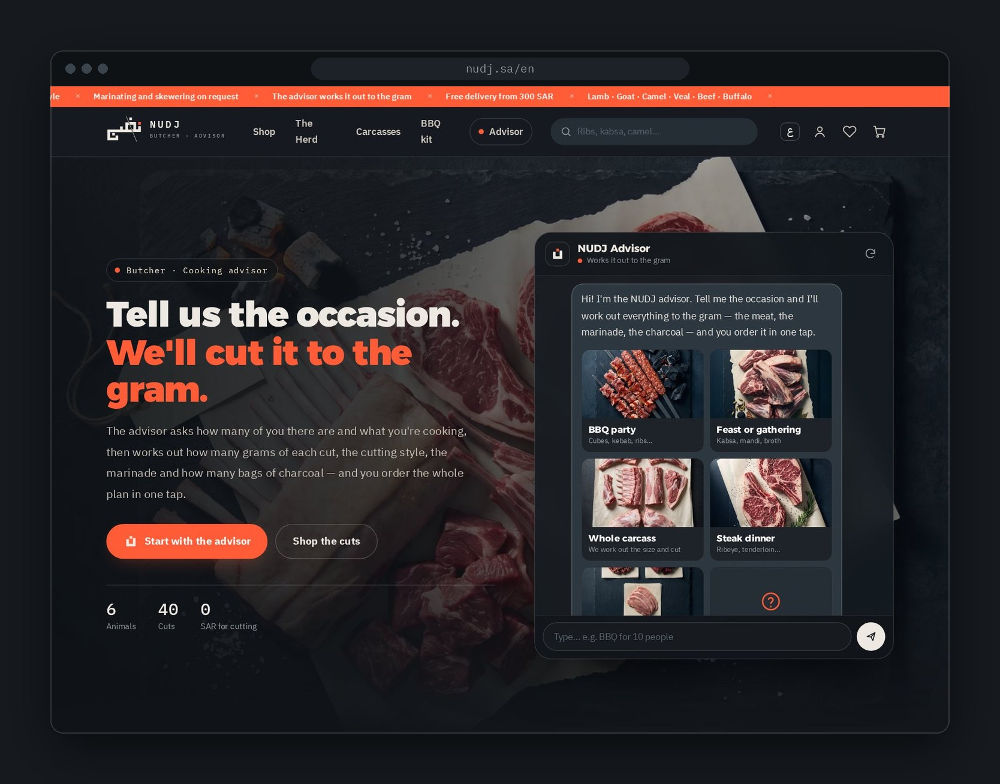 nudj.sa/en
yle × Marinating and skewering on request × The advisor works it out to the gram × Free delivery from 300 SAR × Lamb · Goat · Camel · Veal · Beef · Buffalo ×
NUDJ
BUTCHER · ADVISOR
Shop
The
Herd
Carcasses
BBQ
kit
Advisor
Ribs, kabsa, camel...
ع
Butcher · Cooking advisor
Tell us the occasion.
We'll cut it to the
gram.
The advisor asks how many of you there are and what you're cooking,
then works out how many grams of each cut, the cutting style, the
marinade and how many bags of charcoal — and you order the whole
plan in one tap.
Start with the advisor
Shop the cuts
6
Animals
40
Cuts
0
SAR for cutting
NUDJ Advisor
Works it out to the gram
Hi! I'm the NUDJ advisor. Tell me the occasion and I'll
work out everything to the gram — the meat, the
marinade, the charcoal — and you order it in one tap.
BBQ party
Cubes, kebab, ribs...
Feast or gathering
Kabsa, mandi, broth
Whole carcass
We work out the size and cut
Steak dinner
Ribeye, tenderloin...
Type... e.g. BBQ for 10 people